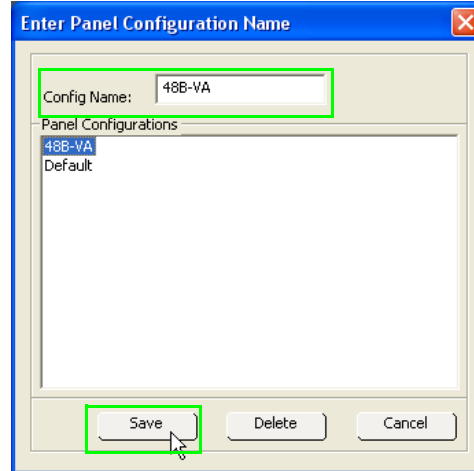 Enter Panel Configuration Name
Config Name: 48B-VA
Panel Configurations
48B-VA
Default
Save Delete Cancel